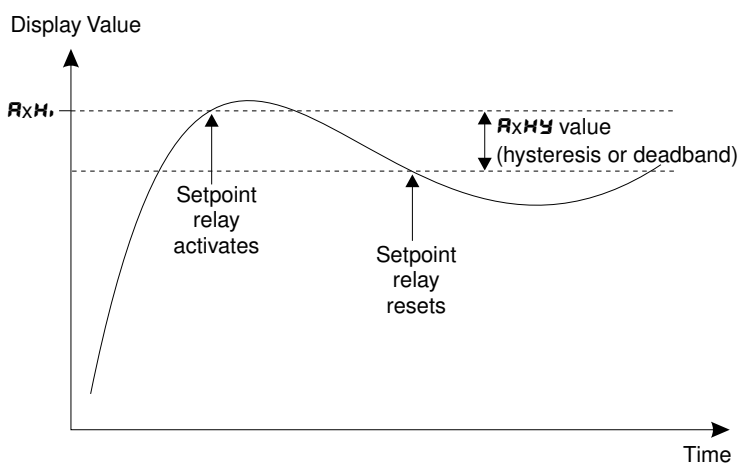 Display Value
AxHi
AxHY value
(hysteresis or deadband)
Setpoint
relay
activates
Setpoint
relay
resets
Time